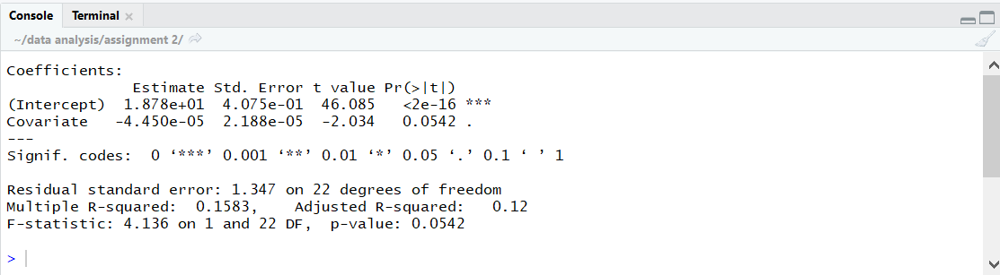 Console Terminal
~/data analysis/assignment 2/
Coefficients:
Estimate Std. Error t value Pr(>|t|)
(Intercept) 1.878e+01 4.075e-01 46.085 <2e-16 ***
Covariate -4.450e-05 2.188e-05 -2.034 0.0542 .
---
Signif. codes: 0 ‘***’ 0.001 ‘**’ 0.01 ‘*’ 0.05 ‘.’ 0.1 ‘ ’ 1
Residual standard error: 1.347 on 22 degrees of freedom
Multiple R-squared: 0.1583, Adjusted R-squared: 0.12
F-statistic: 4.136 on 1 and 22 DF, p-value: 0.0542
>